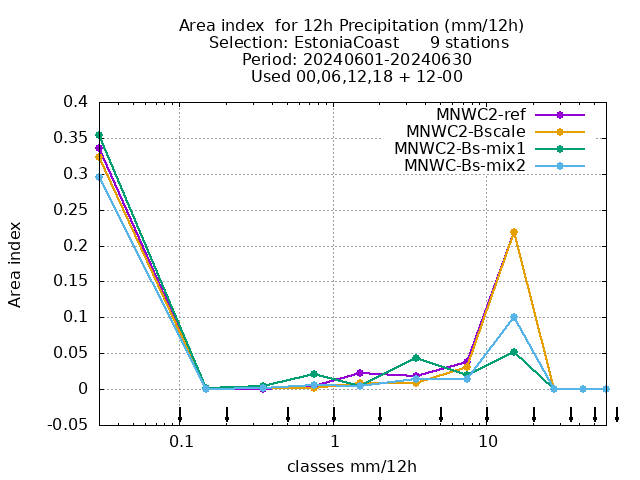 Area index  for 12h Precipitation (mm/12h)
Selection: EstoniaCoast      9 stations
Period: 20240601-20240630
Used 00,06,12,18 + 12-00
MNWC2-ref
MNWC2-Bscale
MNWC2-Bs-mix1
MNWC-Bs-mix2
0.4
0.35
0.3
0.25
0.2
0.15
0.1
0.05
0
-0.05
Area index
0.1
1
10
classes mm/12h